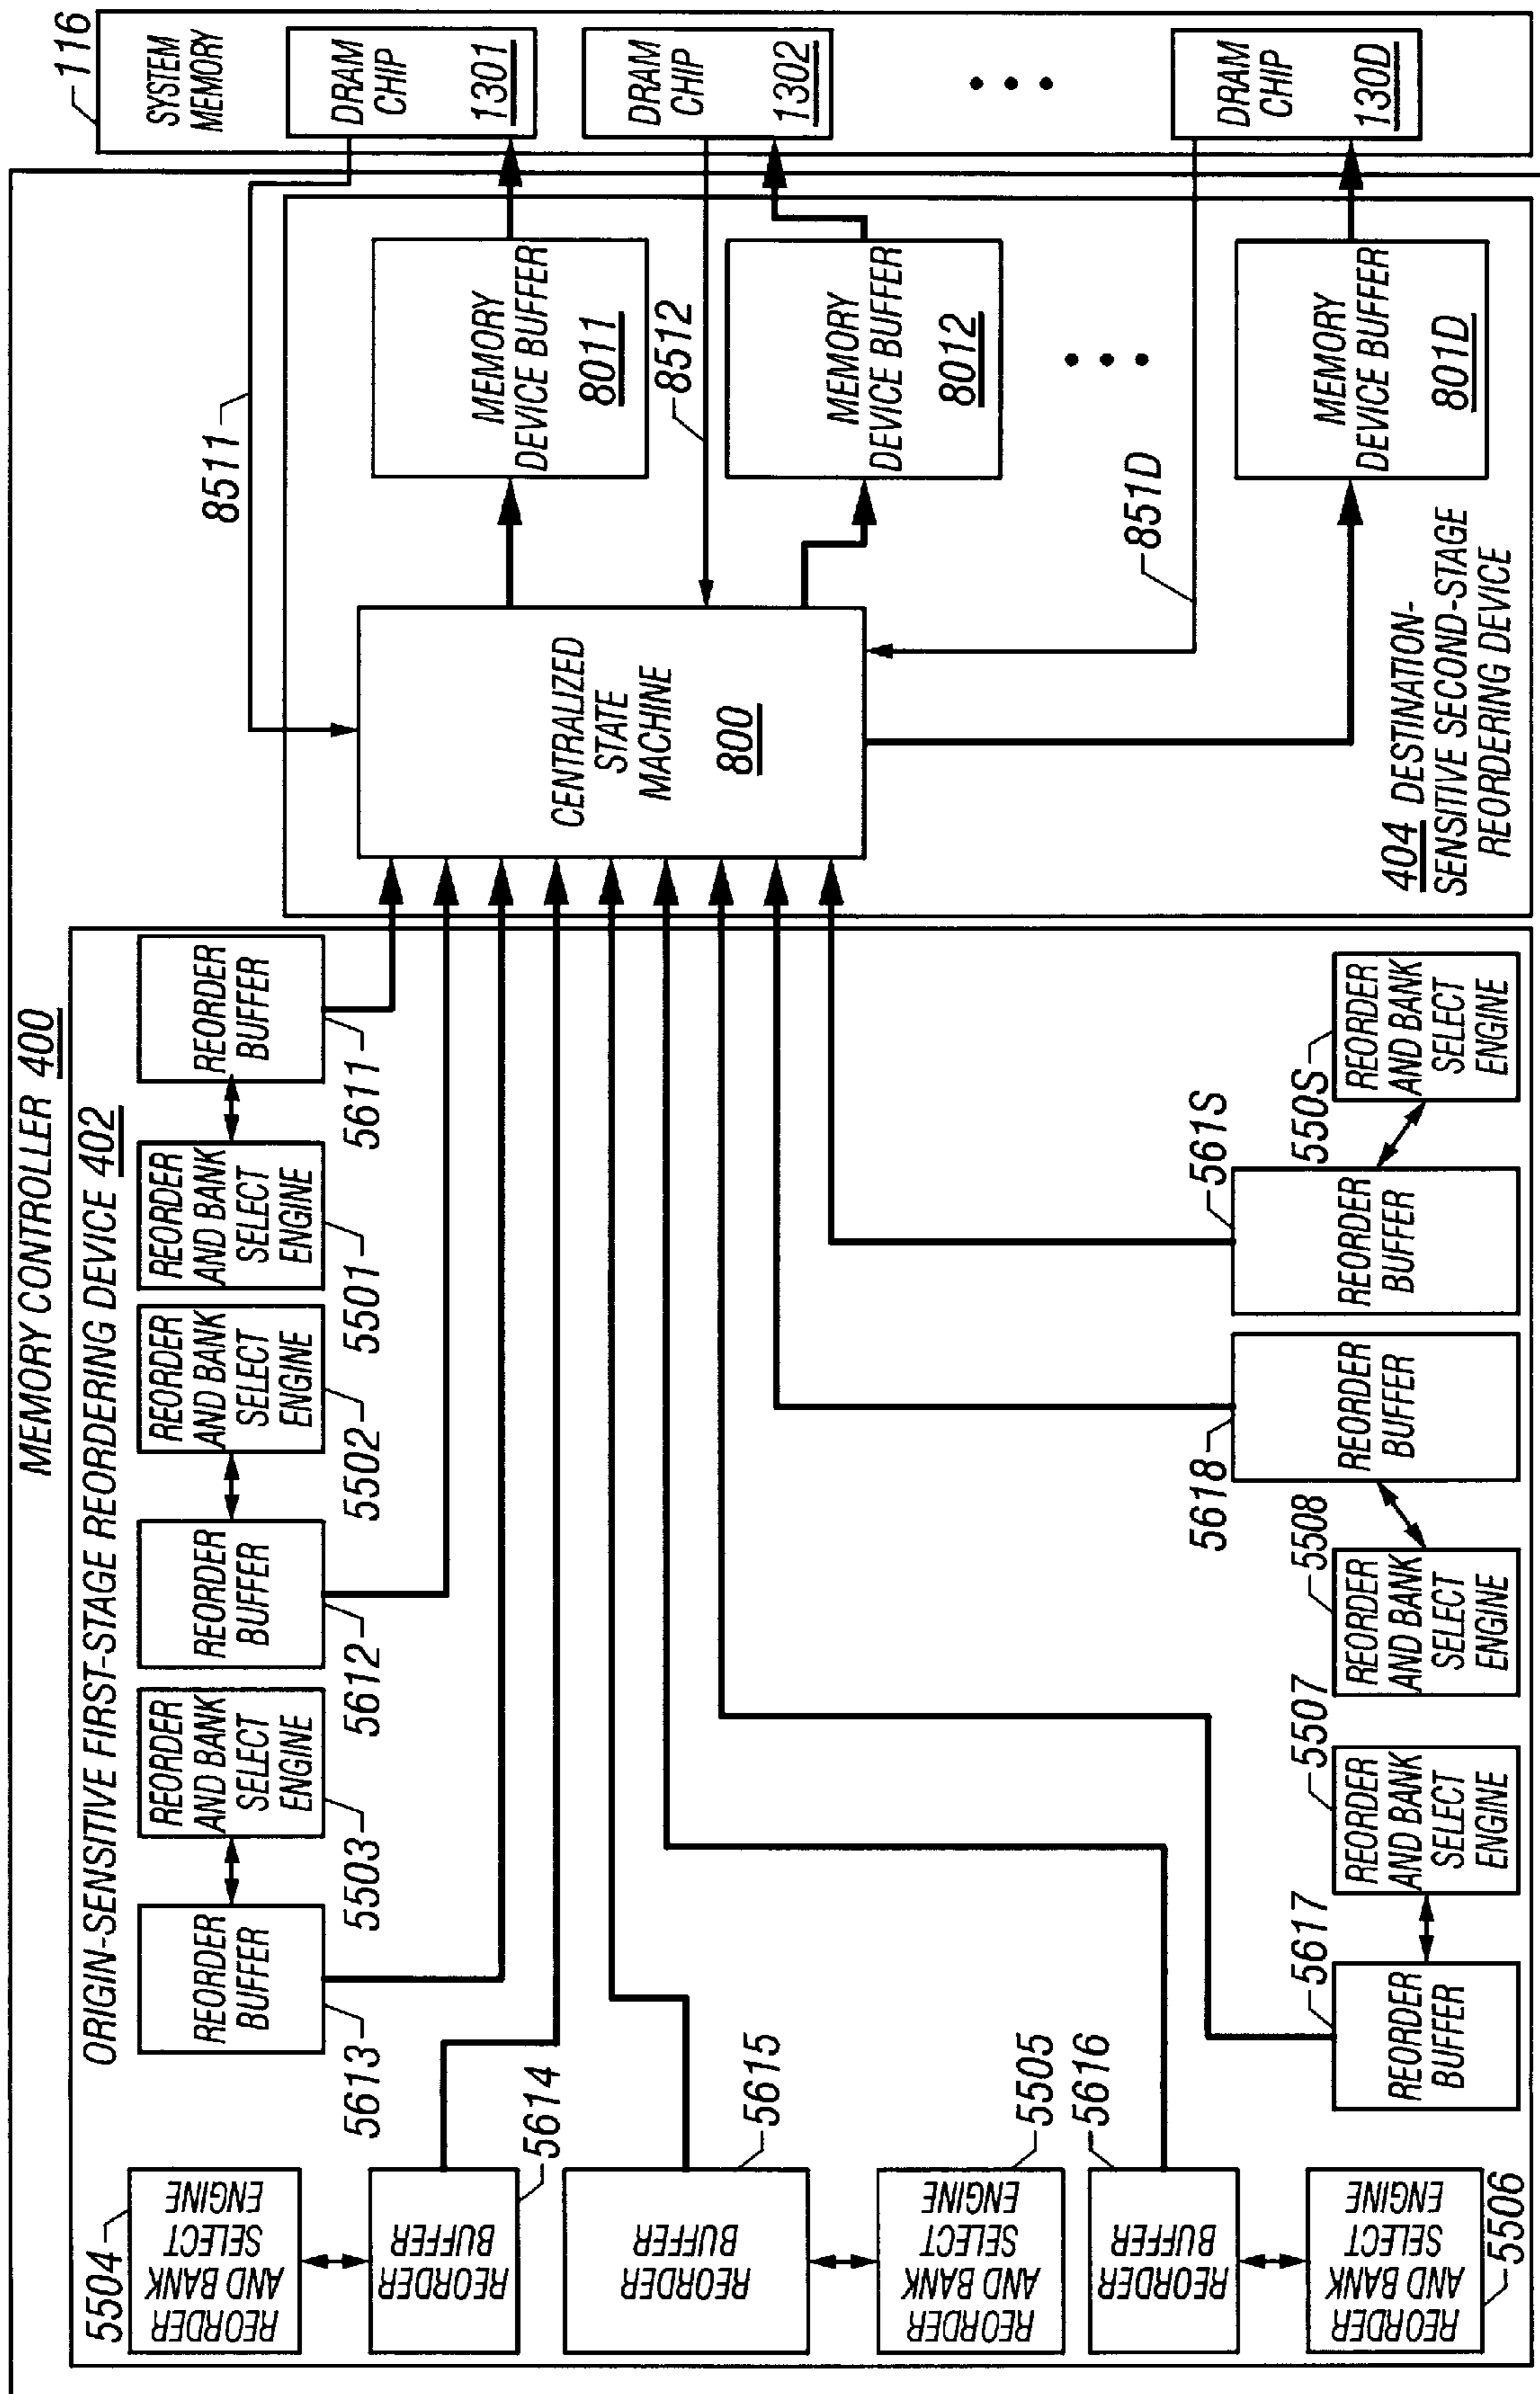 MEMORY CONTROLLER 400
ORIGIN-SENSITIVE FIRST-STAGE REORDERING DEVICE 402
5504
REORDER
AND BANK
SELECT
ENGINE
REORDER
BUFFER
5614
REORDER
BUFFER
5615
REORDER
AND BANK
SELECT
ENGINE
5505
REORDER
BUFFER
5616
REORDER
AND BANK
SELECT
ENGINE
5506
REORDER
BUFFER
5613
REORDER
AND BANK
SELECT
ENGINE
5503
REORDER
BUFFER
5612
REORDER
AND BANK
SELECT
ENGINE
5502
REORDER
AND BANK
SELECT
ENGINE
5501
REORDER
BUFFER
5611
5617
REORDER
BUFFER
5507
REORDER
AND BANK
SELECT
ENGINE
5508
REORDER
AND BANK
SELECT
ENGINE
5618
REORDER
BUFFER
561S
REORDER
BUFFER
550S
REORDER
AND BANK
SELECT
ENGINE
CENTRALIZED
STATE
MACHINE
800
404 DESTINATION-
SENSITIVE SECOND-STAGE
REORDERING DEVICE
8511
MEMORY
DEVICE BUFFER
8011
8512
MEMORY
DEVICE BUFFER
8012
851D
MEMORY
DEVICE BUFFER
801D
116
SYSTEM
MEMORY
DRAM
CHIP
1301
DRAM
CHIP
1302
DRAM
CHIP
130D